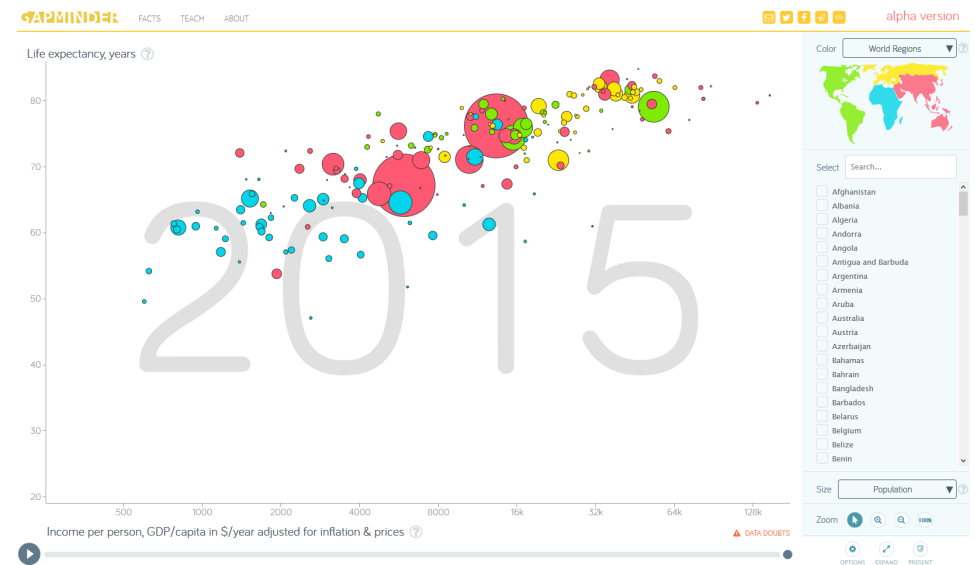 GAPMINDER FACTS TEACH ABOUT alpha version
Life expectancy, years ?
Color World Regions ▼ ?
2015
80
70
60
50
40
30
20
500 1000 2000 4000 8000 16k 32k 64k 128k
Income per person, GDP/capita in $/year adjusted for inflation & prices ?
DATA DOUBTS
Select Search...
Afghanistan
Albania
Algeria
Andorra
Angola
Antigua and Barbuda
Argentina
Armenia
Aruba
Australia
Austria
Azerbaijan
Bahamas
Bahrain
Bangladesh
Barbados
Belarus
Belgium
Belize
Benin
Size Population ▼ ?
Zoom 100%
OPTIONS EXPAND PRESENT